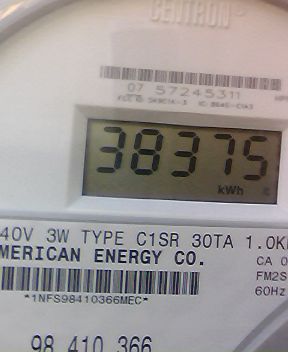 CENTRON
07 57245311
38375
kWh
40V 3W TYPE C1SR 30TA 1.0K
MERICAN ENERGY CO.
CA 0
FM2S
60Hz
*1NFS98410366MEC*
98 410 366